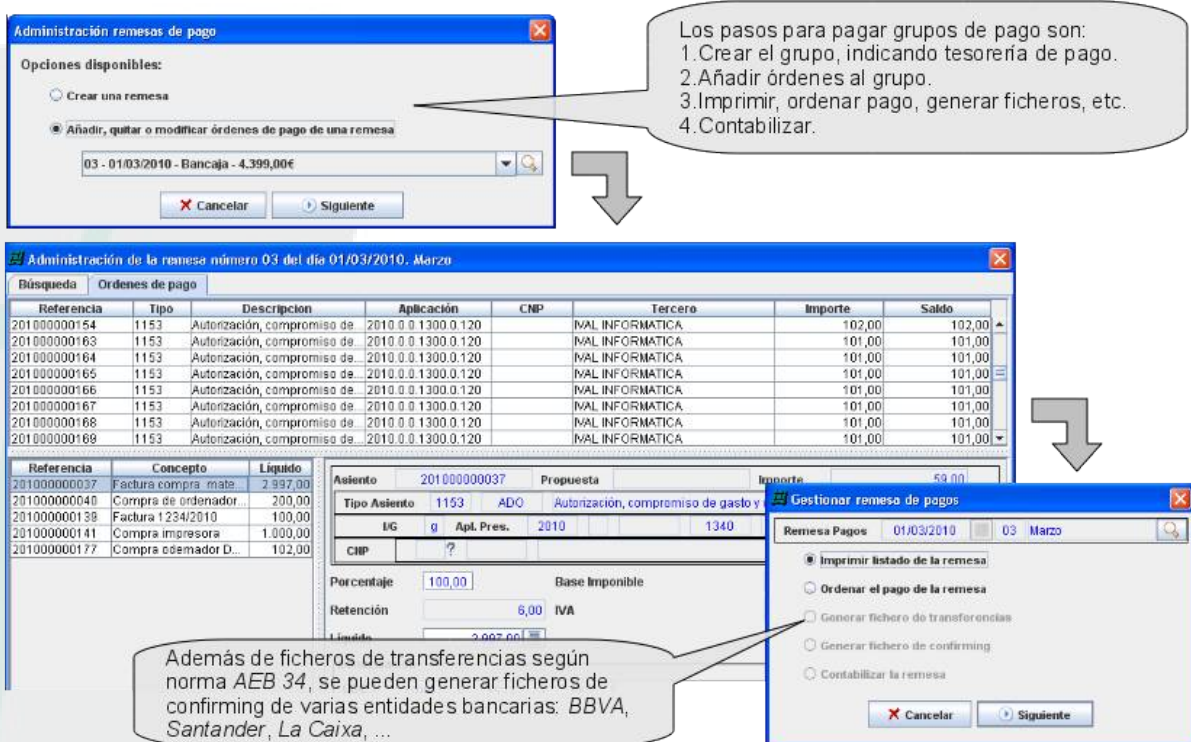 Administración remesas de pago
Opciones disponibles:
Crear una remesa
Añadir, quitar o modificar órdenes de pago de una remesa
03 - 01/03/2010 - Bancaja - 4.399,00€
Cancelar Siguiente
Los pasos para pagar grupos de pago son:
1.Crear el grupo, indicando tesorería de pago.
2.Añadir órdenes al grupo.
3.Imprimir, ordenar pago, generar ficheros, etc.
4.Contabilizar.
Administración de la remesa número 03 del día 01/03/2010. Marzo
Búsqueda Ordenes de pago
Referencia Tipo Descripcion Aplicación CNP Tercero Importe Saldo
201000000154 1153 Autorización, compromiso de... 2010.0.0.1300.0.120 IVAL INFORMATICA 102,00 102,00
201000000163 1153 Autorización, compromiso de... 2010.0.0.1300.0.120 IVAL INFORMATICA 101,00 101,00
201000000164 1153 Autorización, compromiso de... 2010.0.0.1300.0.120 IVAL INFORMATICA 101,00 101,00
201000000165 1153 Autorización, compromiso de... 2010.0.0.1300.0.120 IVAL INFORMATICA 101,00 101,00
201000000166 1153 Autorización, compromiso de... 2010.0.0.1300.0.120 IVAL INFORMATICA 101,00 101,00
201000000167 1153 Autorización, compromiso de... 2010.0.0.1300.0.120 IVAL INFORMATICA 101,00 101,00
201000000168 1153 Autorización, compromiso de... 2010.0.0.1300.0.120 IVAL INFORMATICA 101,00 101,00
201000000169 1153 Autorización, compromiso de... 2010.0.0.1300.0.120 IVAL INFORMATICA 101,00 101,00
Referencia Concepto Líquido
201000000037 Factura compra mate... 2.997,00
201000000040 Compra de ordenador... 200,00
201000000139 Factura 1234/2010 100,00
201000000141 Compra impresora 1.000,00
201000000177 Compra odernador D... 102,00
Asiento 201000000037 Propuesta Importe 59,00
Tipo Asiento 1153 ADO Autorización, compromiso de gasto y
I/G g Apl. Pres. 2010 1340
CNP ?
Porcentaje 100,00 Base Imponible
Retención 6,00 IVA
Líquido 2.997,00
Gestionar remesa de pagos
Remesa Pagos 01/03/2010 03 Marzo
Imprimir listado de la remesa
Ordenar el pago de la remesa
Generar fichero de transferencias
Generar fichero de confirming
Contabilizar la remesa
Cancelar Siguiente
Además de ficheros de transferencias según
norma AEB 34, se pueden generar ficheros de
confirming de varias entidades bancarias: BBVA,
Santander, La Caixa, ...